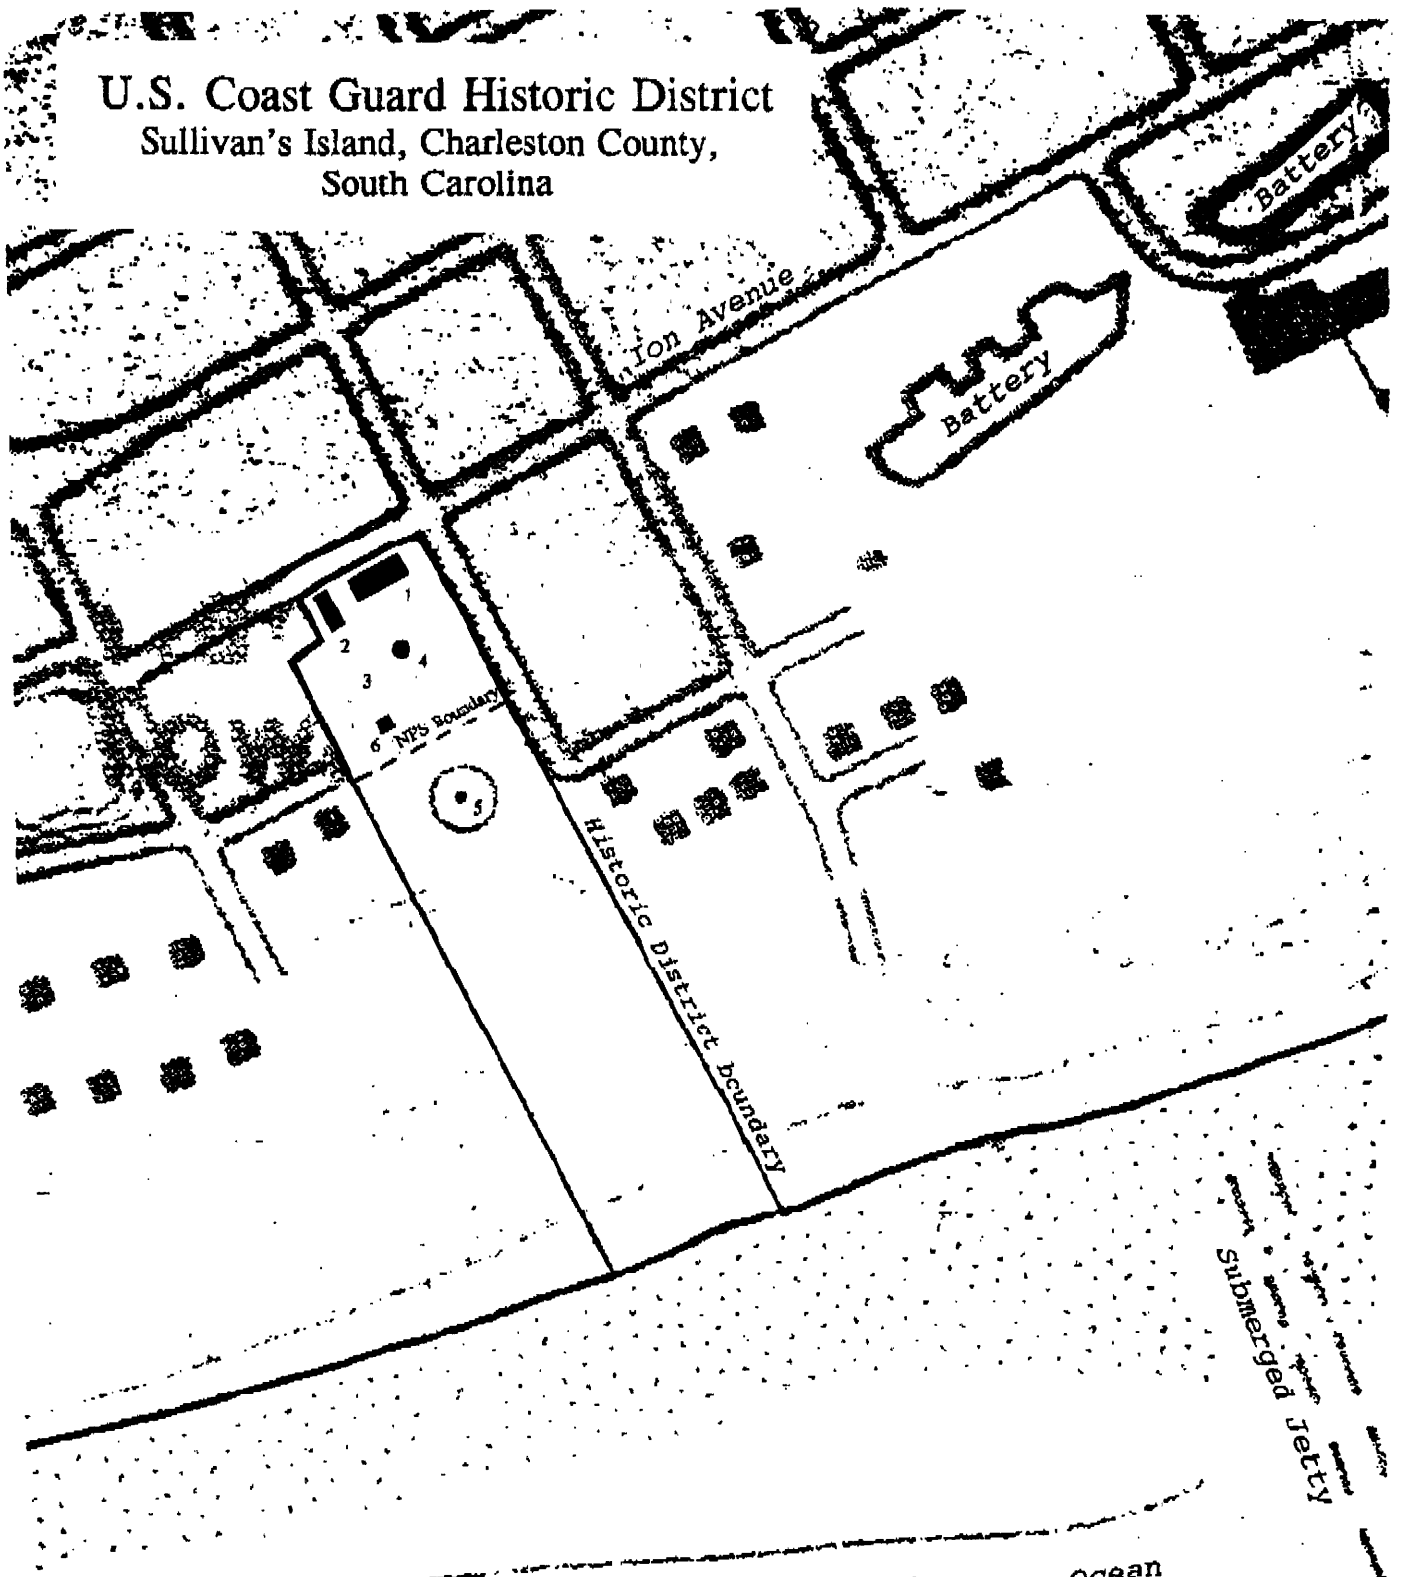 U.S. Coast Guard Historic District
Sullivan's Island, Charleston County,
South Carolina
Battery
Ion Avenue
Battery
1
2
4
3
6
NPS Boundary
5
Historic District bcundary
Submerged Jetty
Ocean